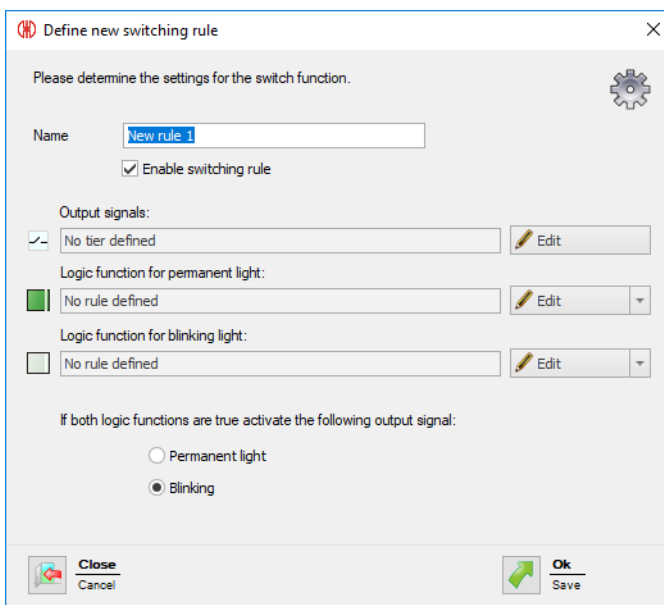 Define new switching rule
Please determine the settings for the switch function.
Name
New rule 1
Enable switching rule
Output signals:
No tier defined
Edit
Logic function for permanent light:
No rule defined
Edit
Logic function for blinking light:
No rule defined
Edit
If both logic functions are true activate the following output signal:
Permanent light
Blinking
Close
Cancel
Ok
Save